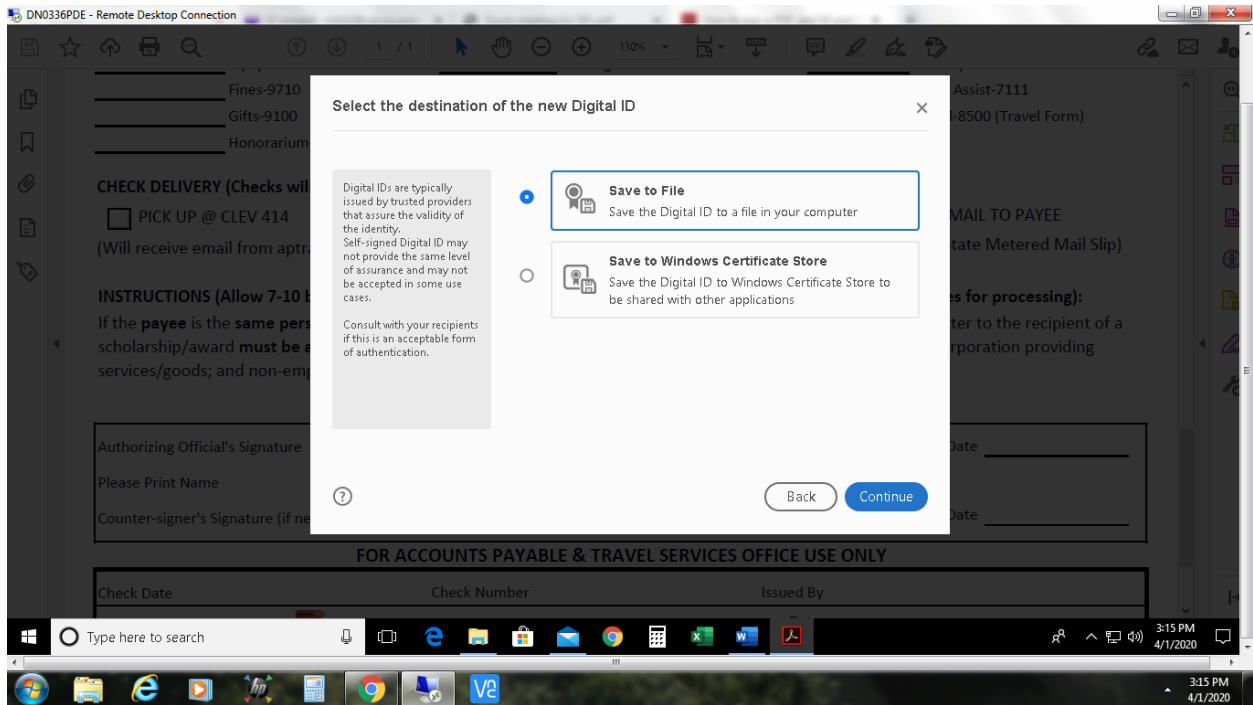 DN0336PDE - Remote Desktop Connection
1 / 1
130%
Fines-9710
Assist-7111
Gifts-9100
-8500 (Travel Form)
Honorarium
Select the destination of the new Digital ID
Digital IDs are typically
issued by trusted providers
that assure the validity of
the identity.
Self-signed Digital ID may
not provide the same level
of assurance and may not
be accepted in some use
cases.
Consult with your recipients
if this is an acceptable form
of authentication.
Save to File
Save the Digital ID to a file in your computer
Save to Windows Certificate Store
Save the Digital ID to Windows Certificate Store to
be shared with other applications
Back
Continue
CHECK DELIVERY (Checks wil
PICK UP @ CLEV 414
MAIL TO PAYEE
(Will receive email from aptra
tate Metered Mail Slip)
INSTRUCTIONS (Allow 7-10 b
es for processing):
If the payee is the same pers
ter to the recipient of a
scholarship/award must be a
rporation providing
services/goods; and non-emp
Authorizing Official's Signature
Date
Please Print Name
Counter-signer's Signature (if ne
Date
FOR ACCOUNTS PAYABLE & TRAVEL SERVICES OFFICE USE ONLY
Check Date
Check Number
Issued By
Type here to search
3:15 PM
4/1/2020
3:15 PM
4/1/2020